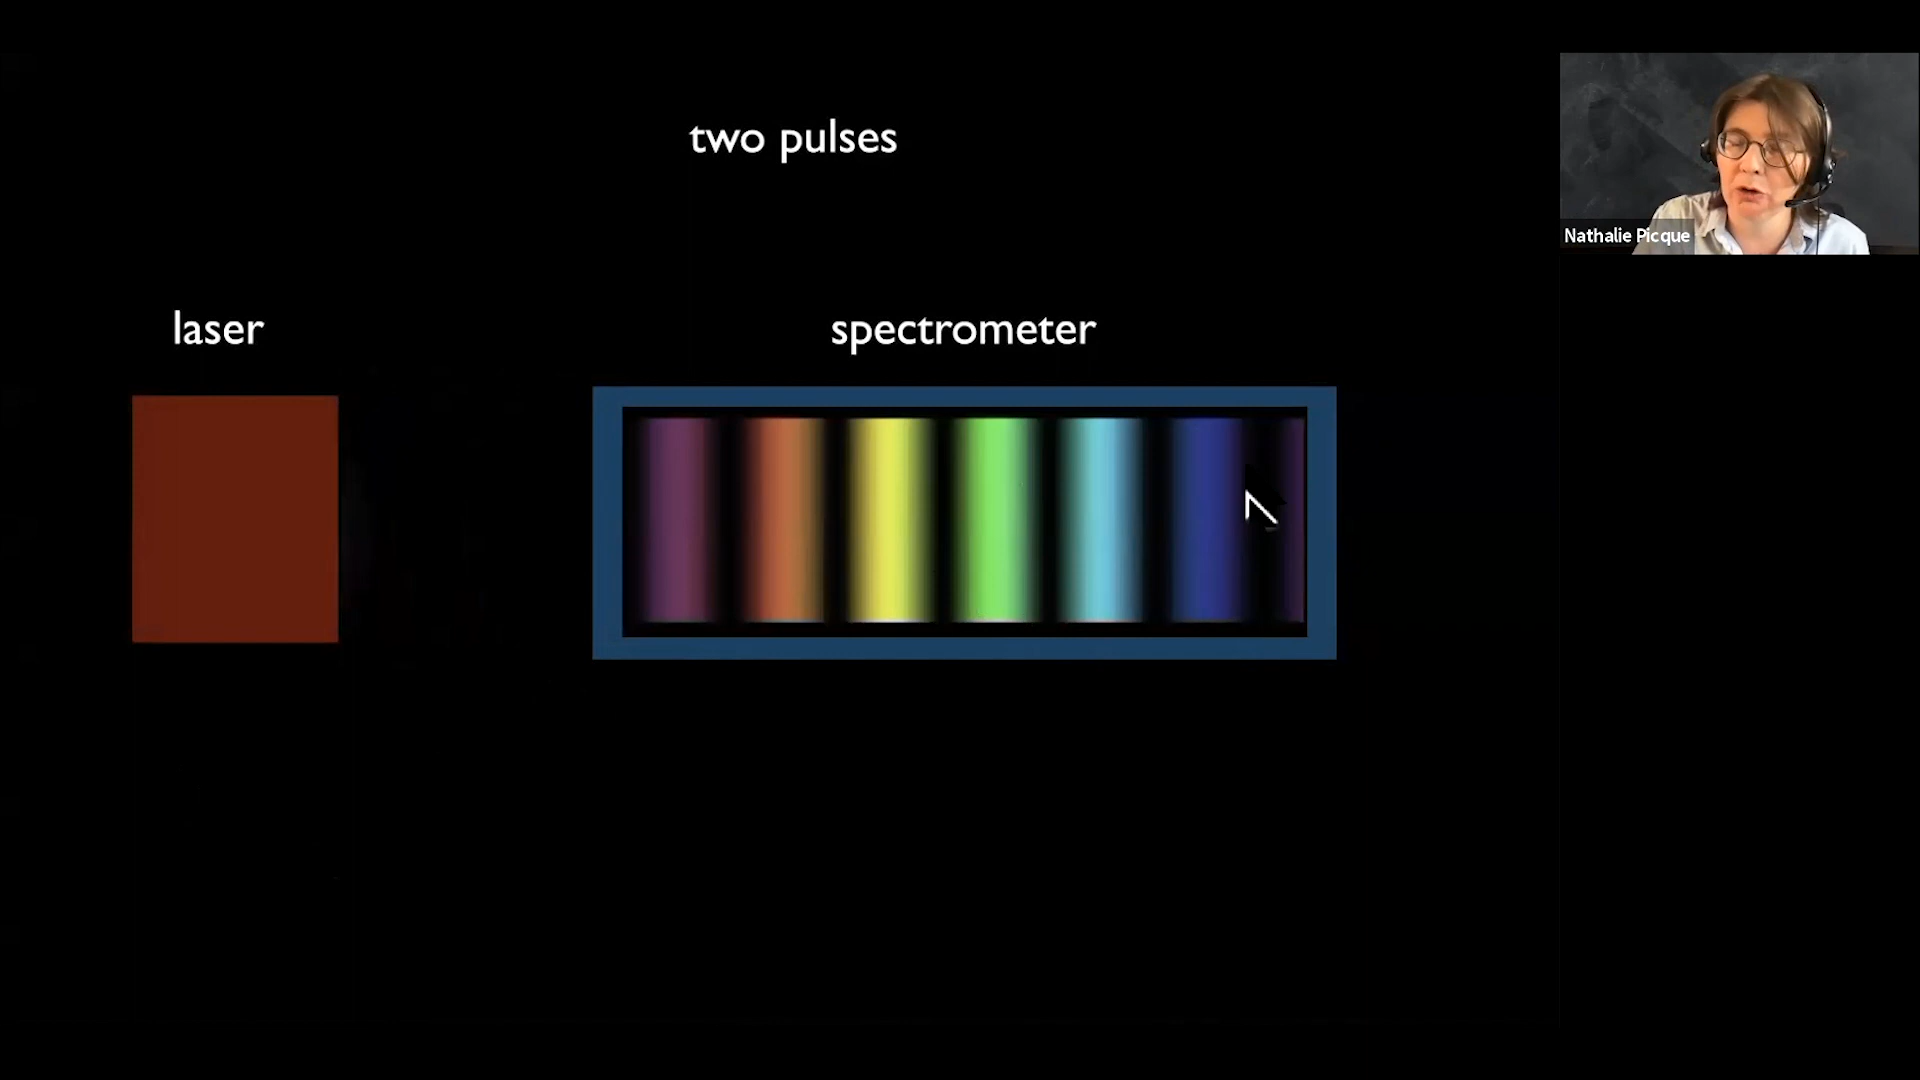 two pulses
laser
spectrometer
Nathalie Picque